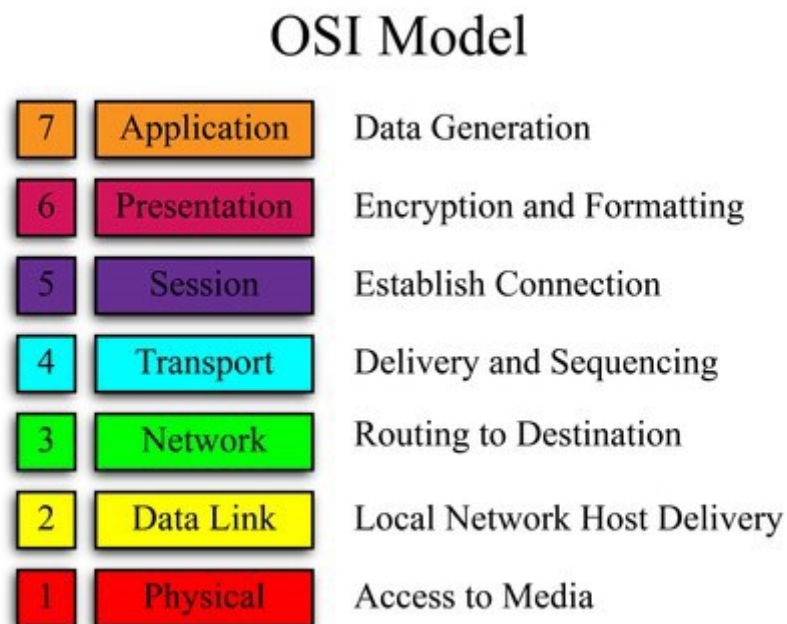 OSI Model
7 Application Data Generation
6 Presentation Encryption and Formatting
5 Session Establish Connection
4 Transport Delivery and Sequencing
3 Network Routing to Destination
2 Data Link Local Network Host Delivery
1 Physical Access to Media